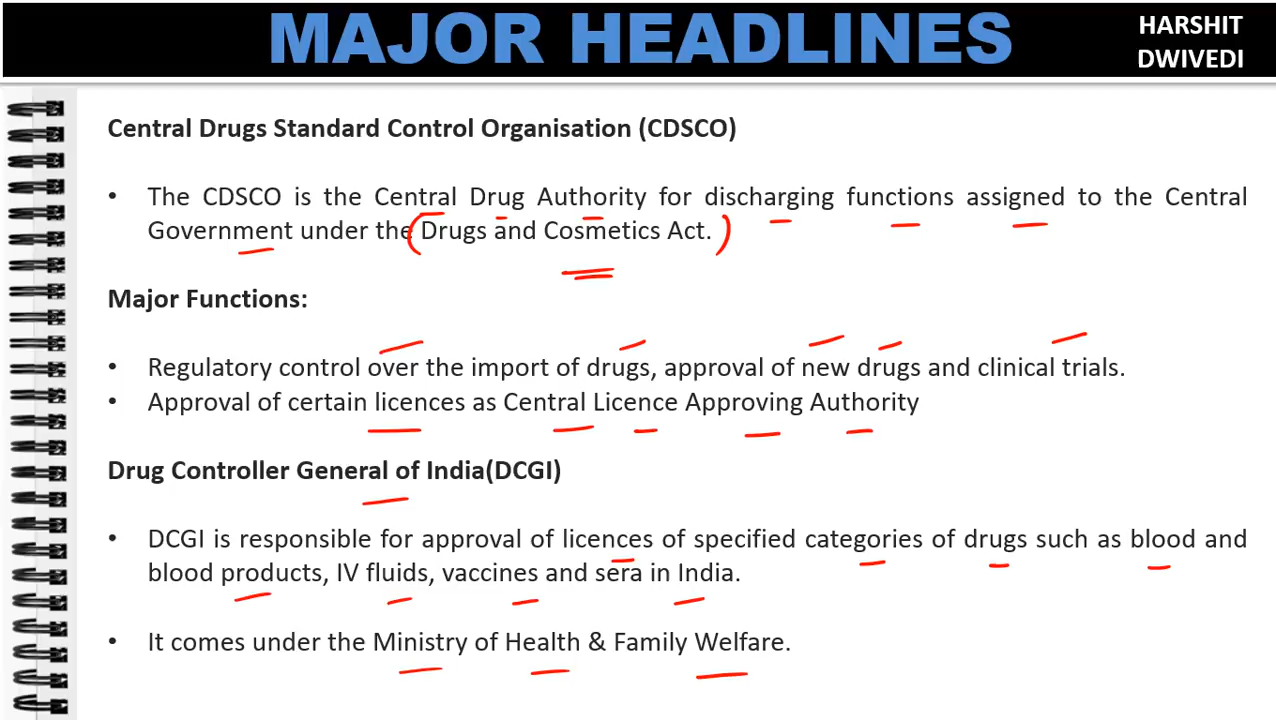 MAJOR HEADLINES
HARSHIT
DWIVEDI
Central Drugs Standard Control Organisation (CDSCO)
• The CDSCO is the Central Drug Authority for discharging functions assigned to the Central
Government under the Drugs and Cosmetics Act.
Major Functions:
• Regulatory control over the import of drugs, approval of new drugs and clinical trials.
• Approval of certain licences as Central Licence Approving Authority
Drug Controller General of India(DCGI)
• DCGI is responsible for approval of licences of specified categories of drugs such as blood and
blood products, IV fluids, vaccines and sera in India.
• It comes under the Ministry of Health & Family Welfare.